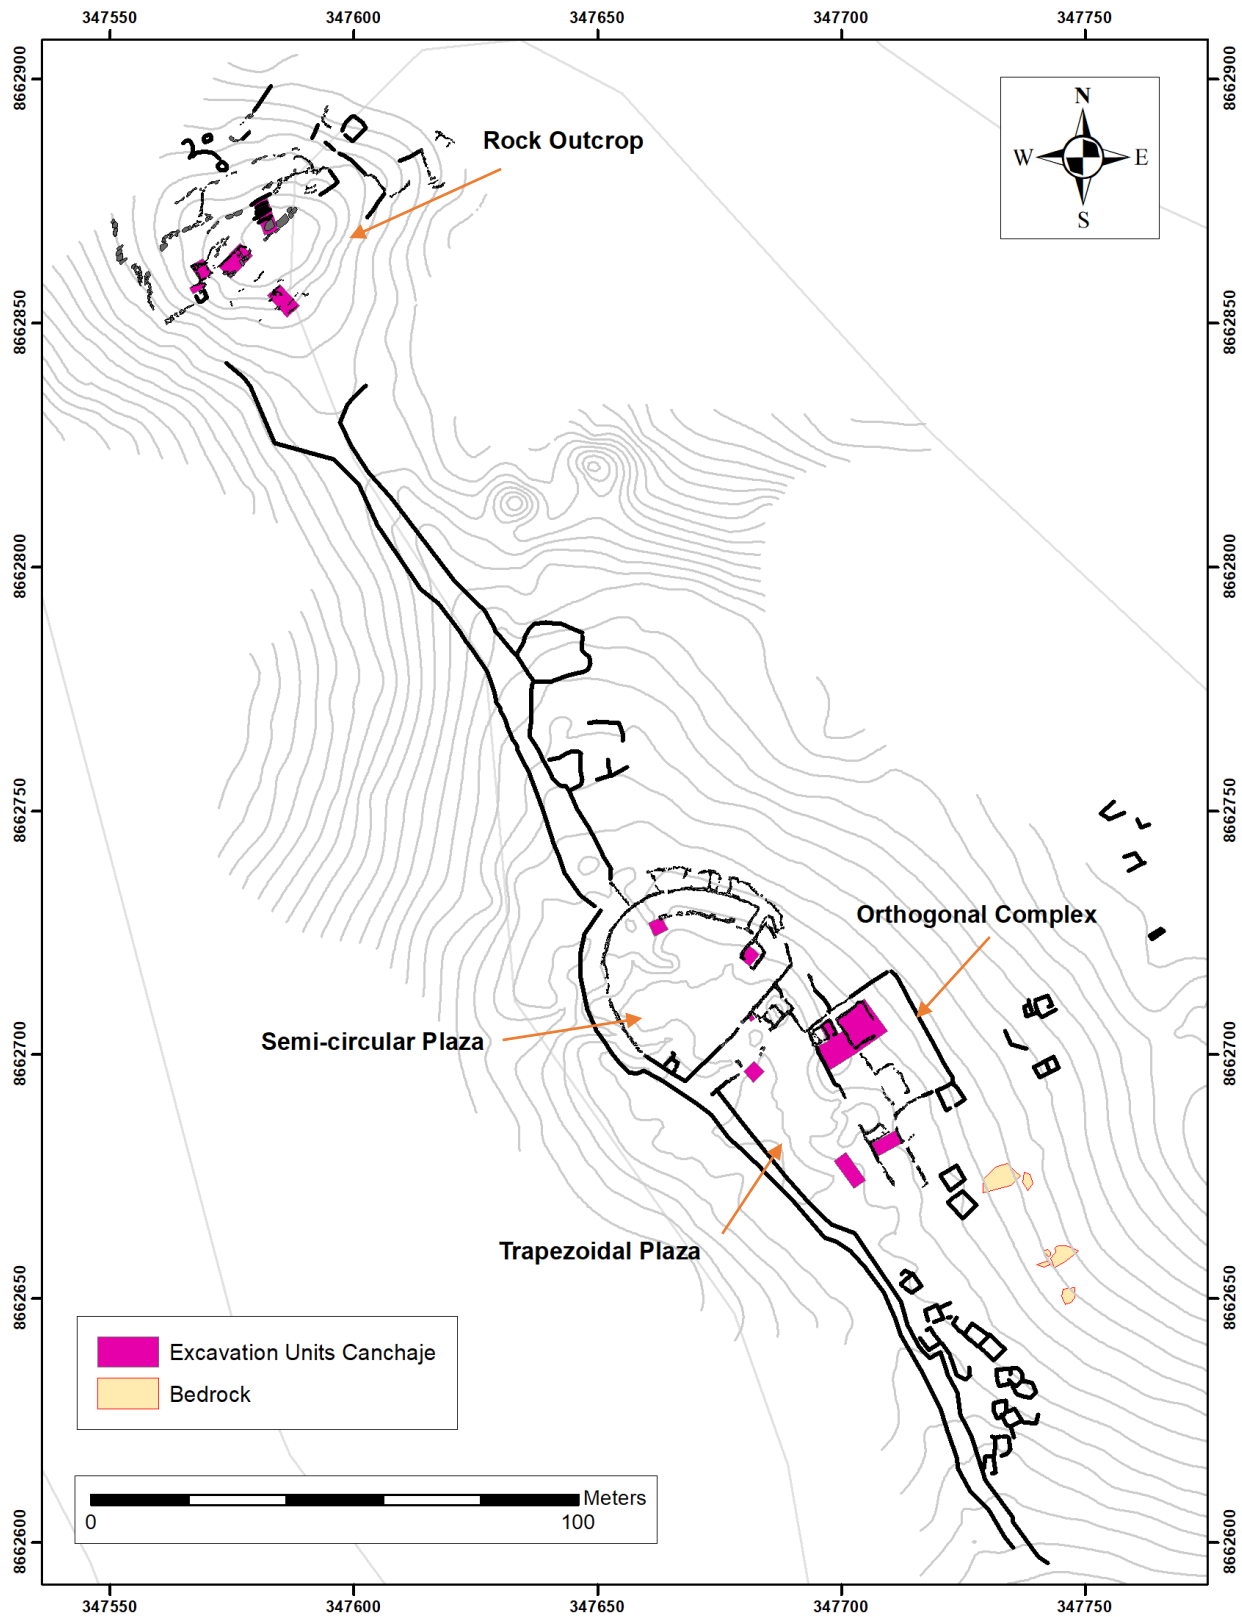 347550 347600 347650 347700 347750
8662900 8662900
N
W E
S
Rock Outcrop
8662850 8662850
8662800 8662800
8662750 8662750
Orthogonal Complex
Semi-circular Plaza
8662700 8662700
Trapezoidal Plaza
8662650 8662650
Excavation Units Canchaje
Bedrock
Meters
0 100
8662600 8662600
347550 347600 347650 347700 347750